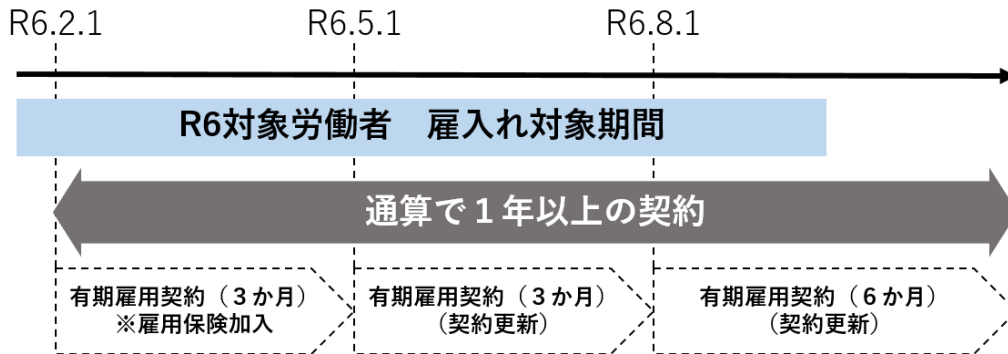 R6.2.1
R6.5.1
R6.8.1
R6対象労働者　雇入れ対象期間
通算で１年以上の契約
有期雇用契約（３か月）
※雇用保険加入
有期雇用契約（３か月）
（契約更新）
有期雇用契約（６か月）
（契約更新）